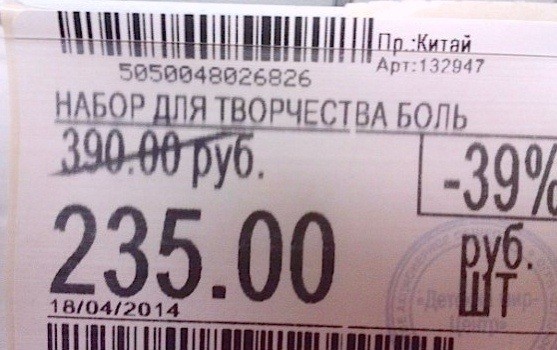 Пр.:Китай
5050048026826
Арт:132947
НАБОР ДЛЯ ТВОРЧЕСТВА БОЛЬ
390.00 руб.
-39%
235.00
руб.
шт
18/04/2014